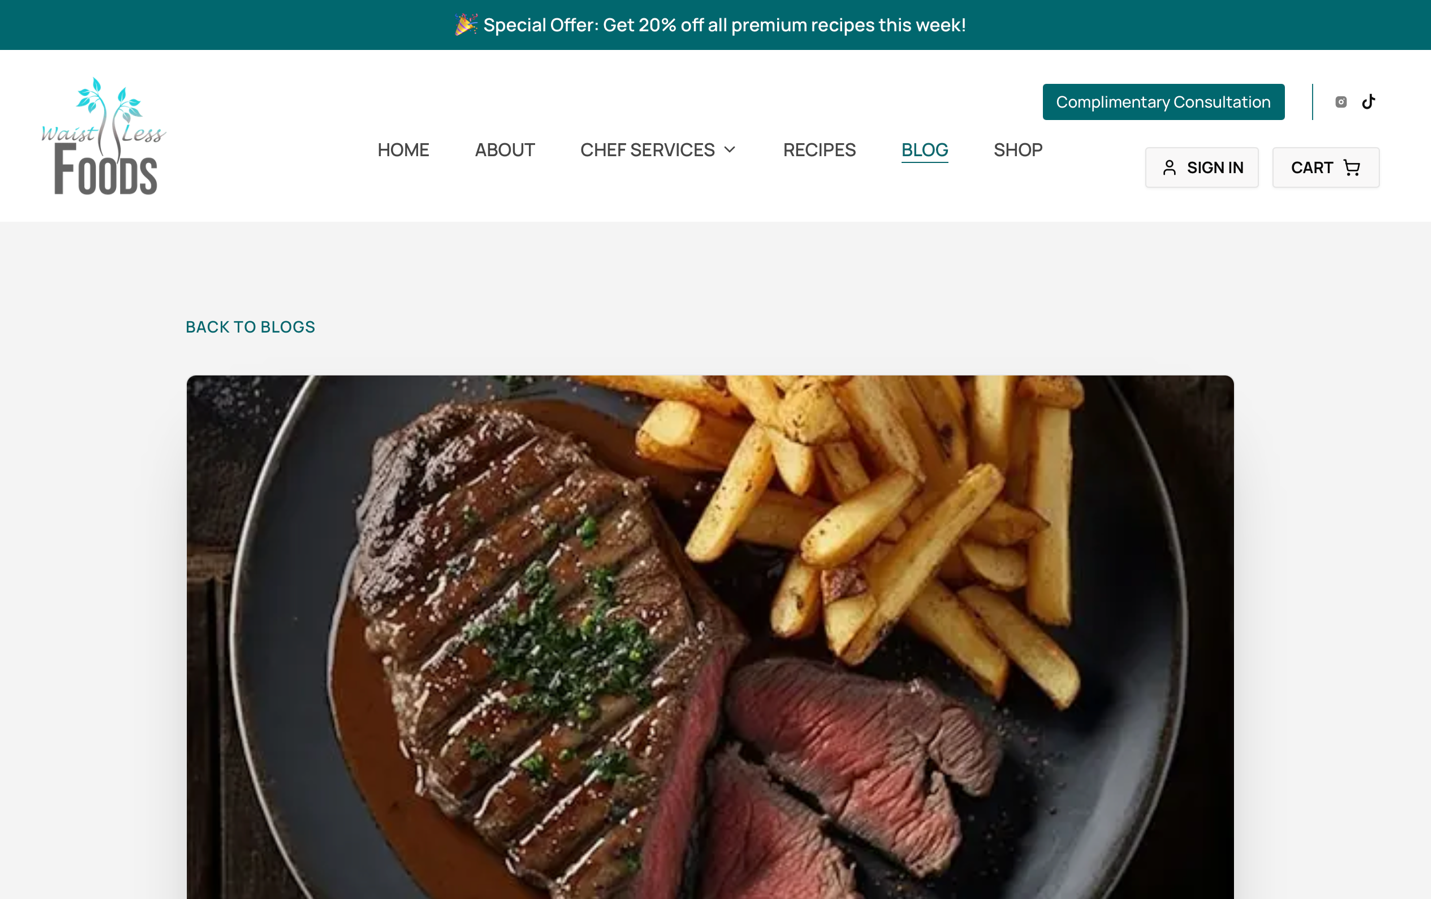 🎉 Special Offer: Get 20% off all premium recipes this week!
Waist Less
FOODS
Complimentary Consultation
HOME
ABOUT
CHEF SERVICES
RECIPES
BLOG
SHOP
SIGN IN
CART
BACK TO BLOGS